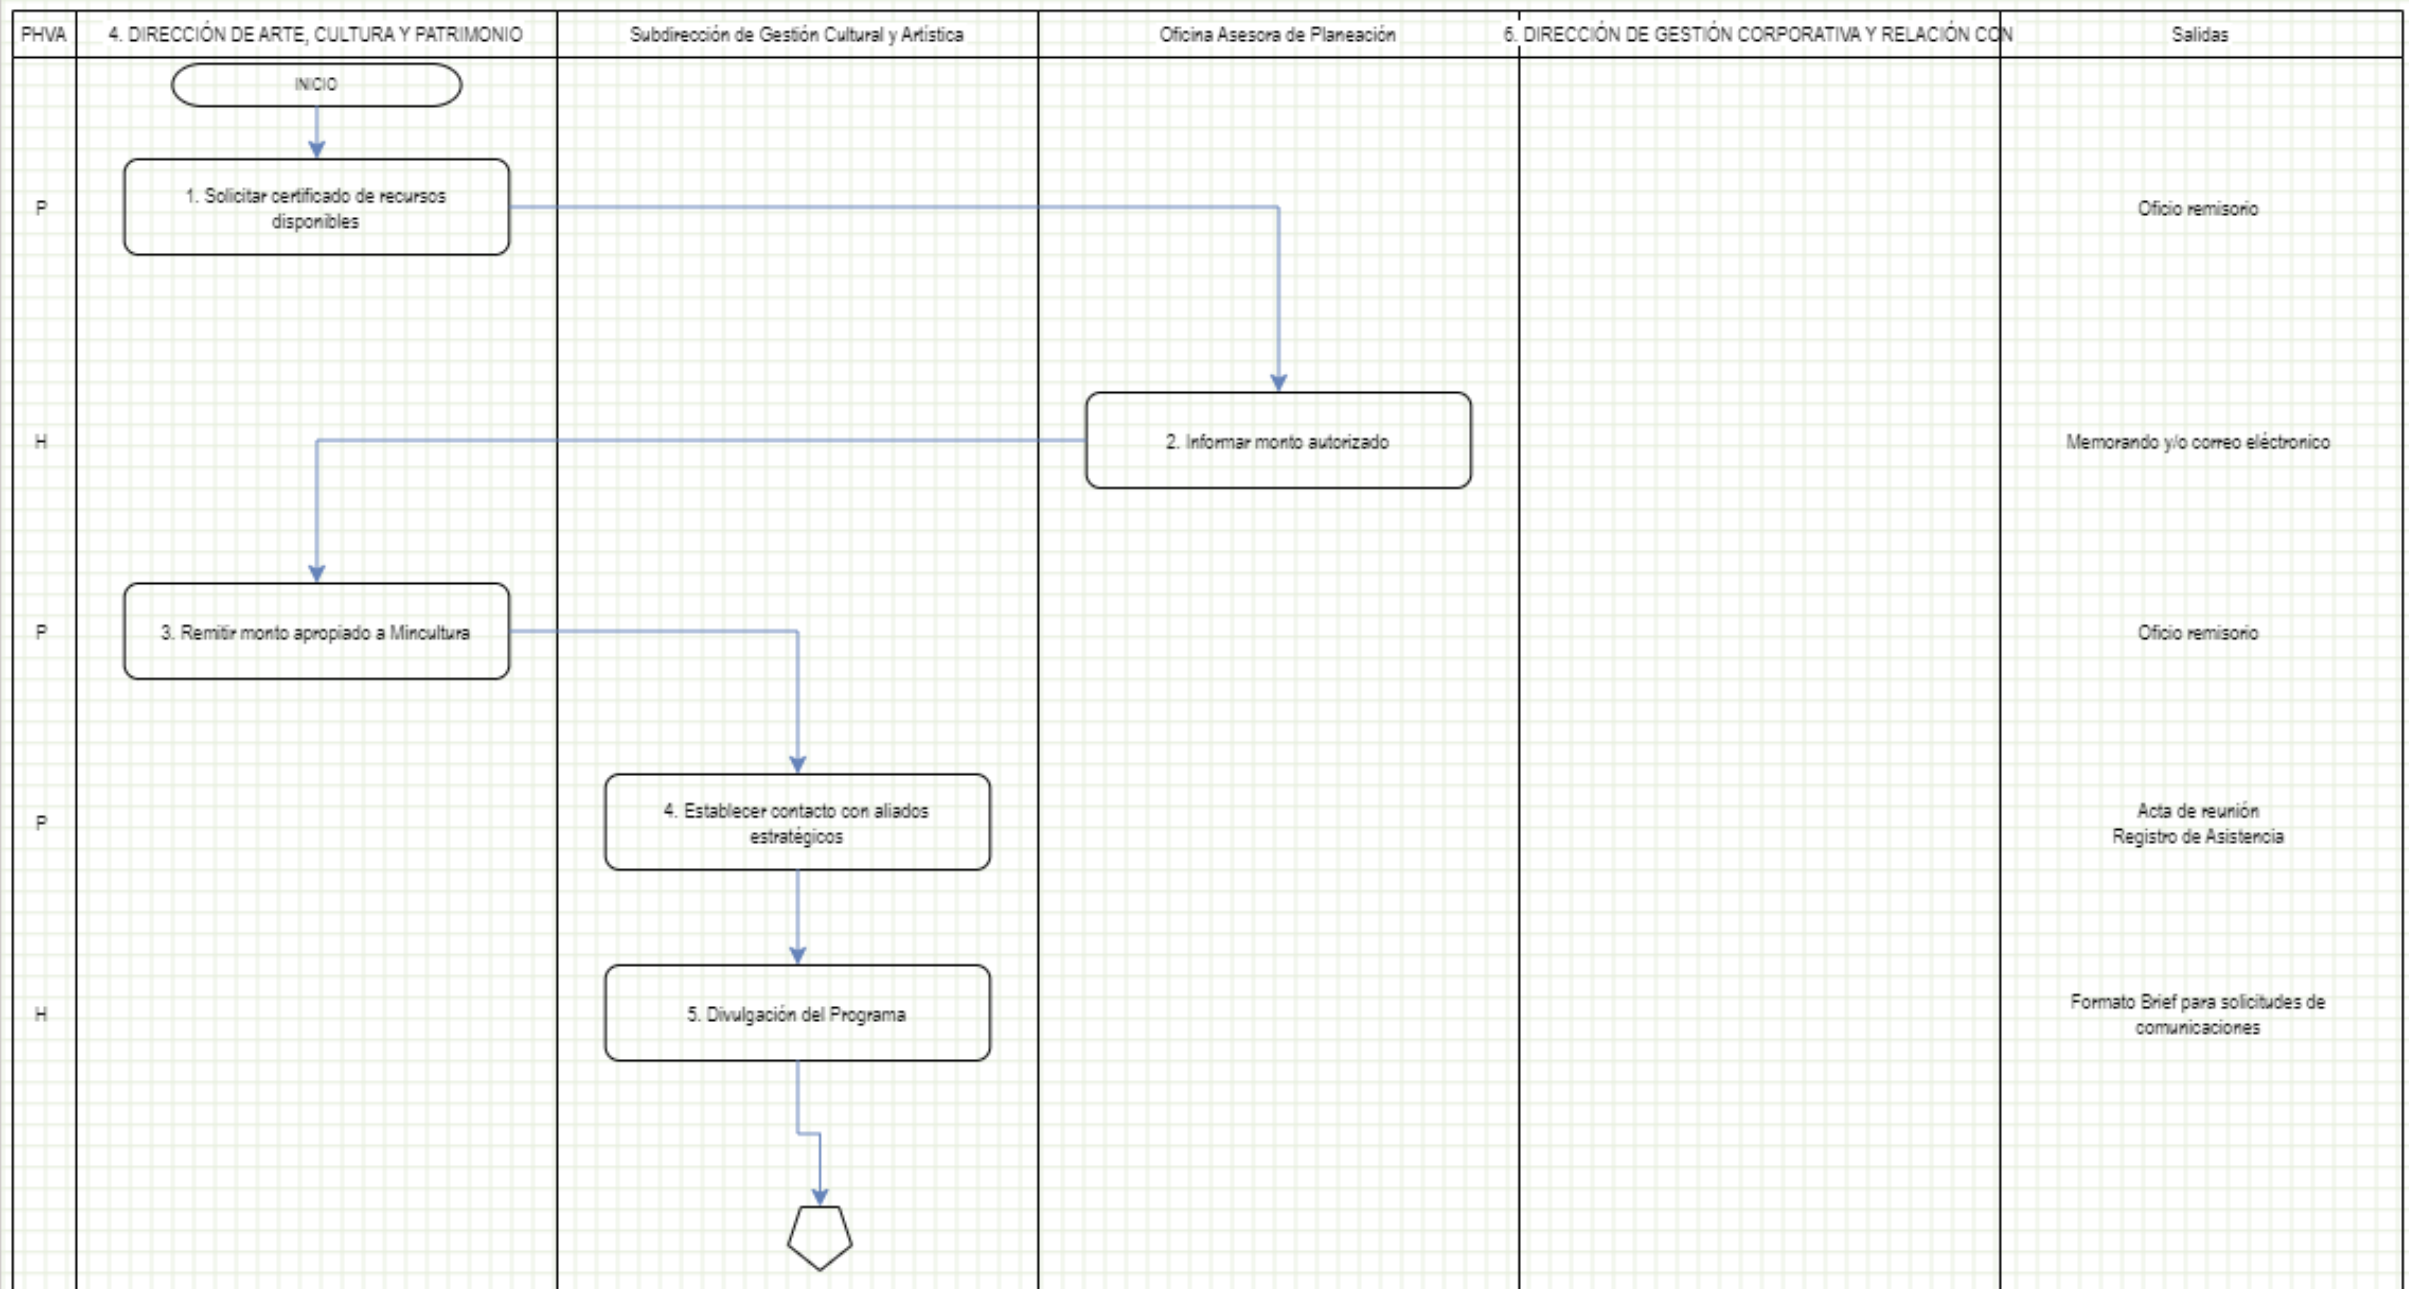 PHVA
4. DIRECCIÓN DE ARTE, CULTURA Y PATRIMONIO
Subdirección de Gestión Cultural y Artística
Oficina Asesora de Planeación
6. DIRECCIÓN DE GESTIÓN CORPORATIVA Y RELACIÓN CON
Salidas
INICIO
P
1. Solicitar certificado de recursos
disponibles
Oficio remisorio
H
2. Informar monto autorizado
Memorando y/o correo eléctronico
P
3. Remitir monto apropiado a Mincultura
Oficio remisorio
P
4. Establecer contacto con aliados
estratégicos
Acta de reunión
Registro de Asistencia
H
5. Divulgación del Programa
Formato Brief para solicitudes de
comunicaciones